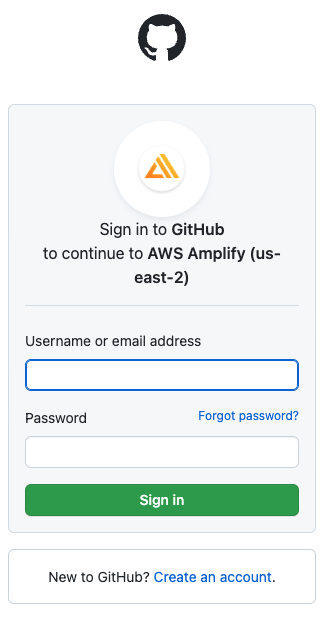 Sign in to GitHub
to continue to AWS Amplify (us-
east-2)
Username or email address
Password
Forgot password?
Sign in
New to GitHub? Create an account.